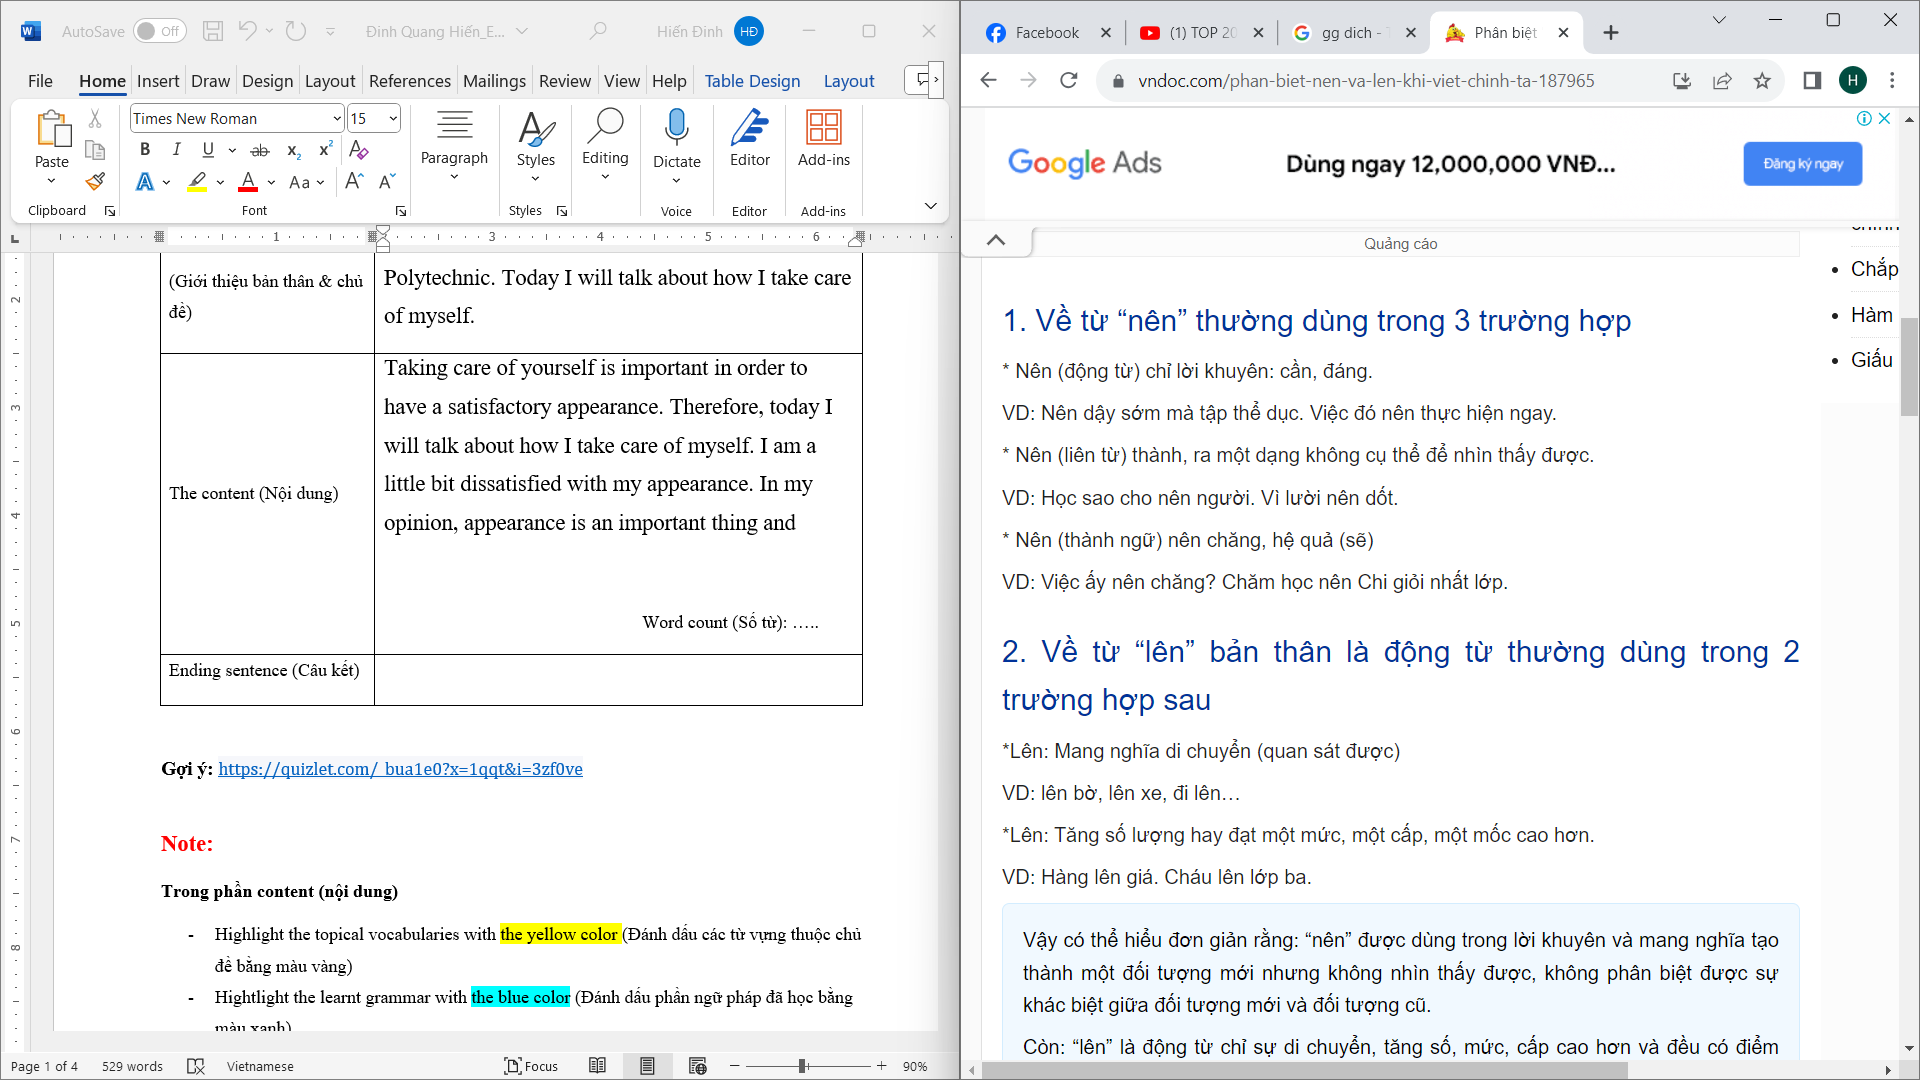 AutoSave
Off
Đinh Quang Hiến_E...
Hiến Đinh
HĐ
File
Home
Insert
Draw
Design
Layout
References
Mailings
Review
View
Help
Table Design
Layout
Paste
Clipboard
Times New Roman
15
B I U ab x₂ x²
Aa
Font
Paragraph
Styles
Styles
Editing
Dictate
Voice
Editor
Editor
Add-ins
Add-ins
1 3 4 5 6
2
3
4
5
6
7
8
(Giới thiệu bản thân & chủ
đề)
Polytechnic. Today I will talk about how I take care
of myself.
The content (Nội dung)
Taking care of yourself is important in order to
have a satisfactory appearance. Therefore, today I
will talk about how I take care of myself. I am a
little bit dissatisfied with my appearance. In my
opinion, appearance is an important thing and
Word count (Số từ): …..
Ending sentence (Câu kết)
Gợi ý: https://quizlet.com/_bua1e0?x=1qqt&i=3zf0ve
Note:
Trong phần content (nội dung)
- Highlight the topical vocabularies with the yellow color (Đánh dấu các từ vựng thuộc chủ
đề bằng màu vàng)
- Hightlight the learnt grammar with the blue color (Đánh dấu phần ngữ pháp đã học bằng
màu xanh)
Page 1 of 4
529 words
Vietnamese
Focus
90%
Facebook
(1) TOP 20
gg dich - T
Phân biệt
vndoc.com/phan-biet-nen-va-len-khi-viet-chinh-ta-187965
H
Google Ads
Dùng ngay 12,000,000 VNĐ...
Đăng ký ngay
Quảng cáo
1. Về từ “nên” thường dùng trong 3 trường hợp
* Nên (động từ) chỉ lời khuyên: cần, đáng.
VD: Nên dậy sớm mà tập thể dục. Việc đó nên thực hiện ngay.
* Nên (liên từ) thành, ra một dạng không cụ thể để nhìn thấy được.
VD: Học sao cho nên người. Vì lười nên dốt.
* Nên (thành ngữ) nên chăng, hệ quả (sẽ)
VD: Việc ấy nên chăng? Chăm học nên Chi giỏi nhất lớp.
2. Về từ “lên” bản thân là động từ thường dùng trong 2
trường hợp sau
*Lên: Mang nghĩa di chuyển (quan sát được)
VD: lên bờ, lên xe, đi lên…
*Lên: Tăng số lượng hay đạt một mức, một cấp, một mốc cao hơn.
VD: Hàng lên giá. Cháu lên lớp ba.
Vậy có thể hiểu đơn giản rằng: “nên” được dùng trong lời khuyên và mang nghĩa tạo
thành một đối tượng mới nhưng không nhìn thấy được, không phân biệt được sự
khác biệt giữa đối tượng mới và đối tượng cũ.
Còn: “lên” là động từ chỉ sự di chuyển, tăng số, mức, cấp cao hơn và đều có điểm
Chắp
Hàm
Giấu